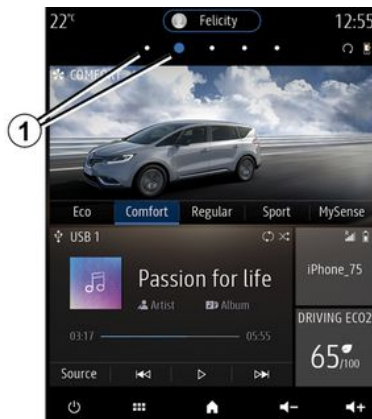 22°C Felicity 12:55
1
COMFORT
Eco Comfort Regular Sport MySense
USB 1
iPhone_75
Passion for life
Artist Album
03:17 05:55
DRIVING ECO2
65/100
Source